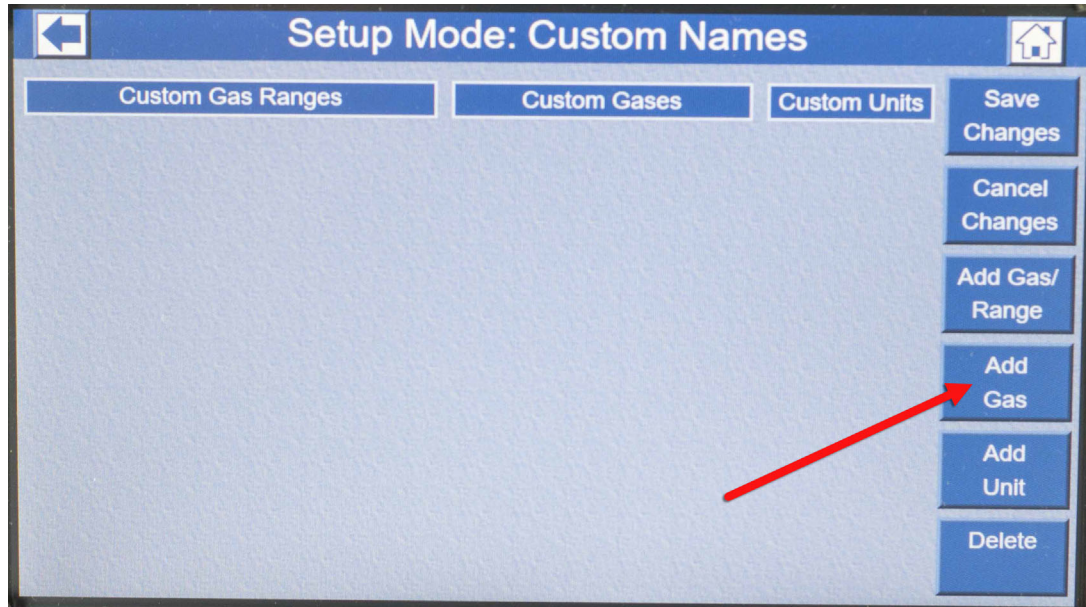 Setup Mode: Custom Names
Custom Gas Ranges
Custom Gases
Custom Units
Save
Changes
Cancel
Changes
Add Gas/
Range
Add
Gas
Add
Unit
Delete